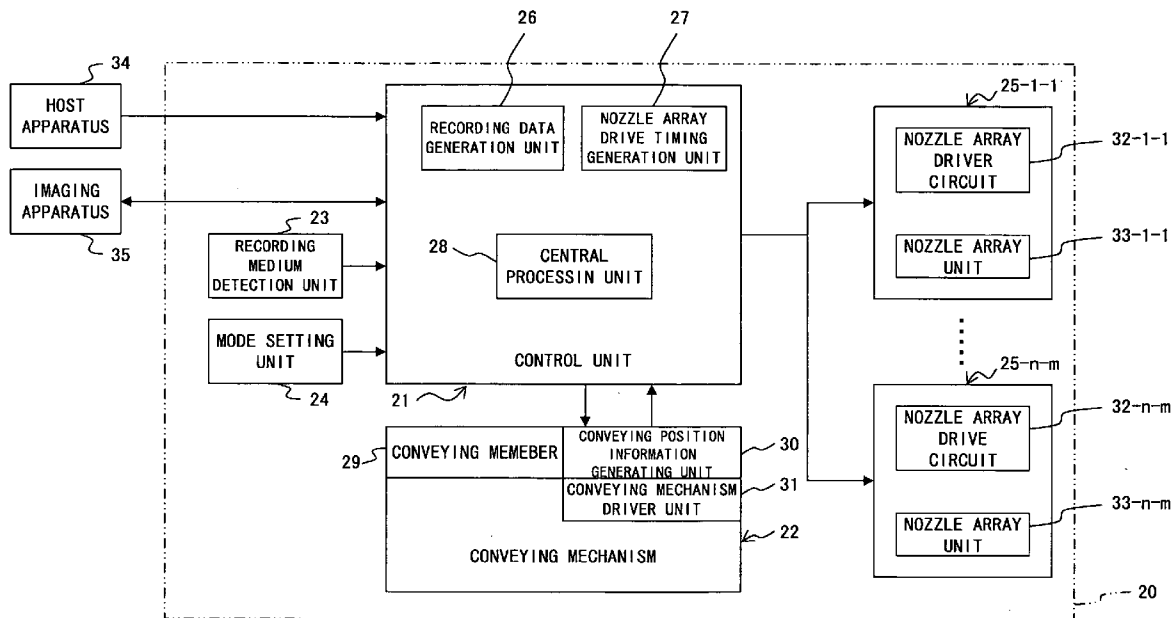 26
27
34
HOST
APPARATUS
RECORDING DATA
GENERATION UNIT
NOZZLE ARRAY
DRIVE TIMING
GENERATION UNIT
25-1-1
NOZZLE ARRAY
DRIVER
CIRCUIT
32-1-1
IMAGING
APPARATUS
35
23
RECORDING
MEDIUM
DETECTION UNIT
28
CENTRAL
PROCESSIN UNIT
NOZZLE ARRAY
UNIT
33-1-1
MODE SETTING
UNIT
24
CONTROL UNIT
21
25-n-m
NOZZLE ARRAY
DRIVE
CIRCUIT
32-n-m
29
CONVEYING MEMEBER
CONVEYING POSITION
INFORMATION
GENERATING UNIT
30
CONVEYING MECHANISM
DRIVER UNIT
31
NOZZLE ARRAY
UNIT
33-n-m
CONVEYING MECHANISM
22
20